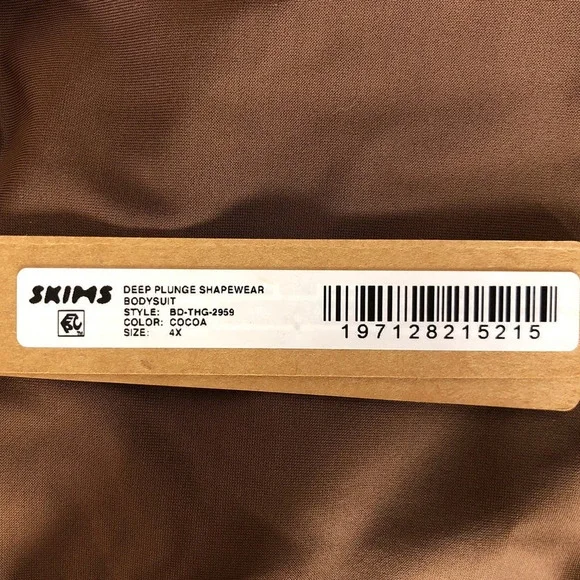 SKIMS
DEEP PLUNGE SHAPEWEAR
BODYSUIT
STYLE: BD-THG-2959
COLOR: COCOA
SIZE: 4X
197128215215